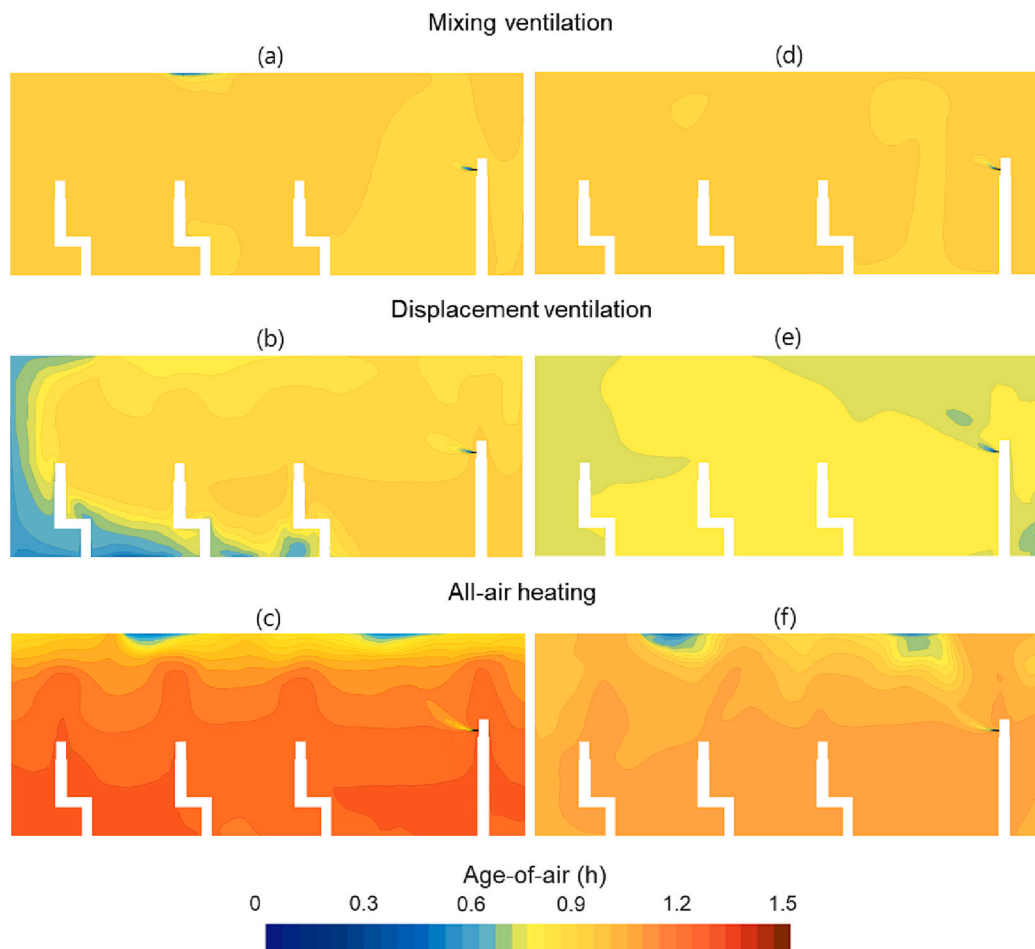 Mixing ventilation
(a) (d)
Displacement ventilation
(b) (e)
All-air heating
(c) (f)
Age-of-air (h)
0 0.3 0.6 0.9 1.2 1.5